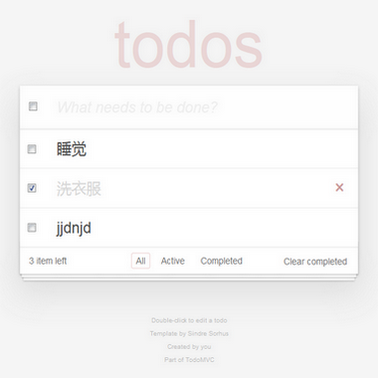 todos
What needs to be done?
睡觉
洗衣服
jjdnjd
3 item left All Active Completed Clear completed
Double-click to edit a todo
Template by Sindre Sorhus
Created by you
Part of TodoMVC